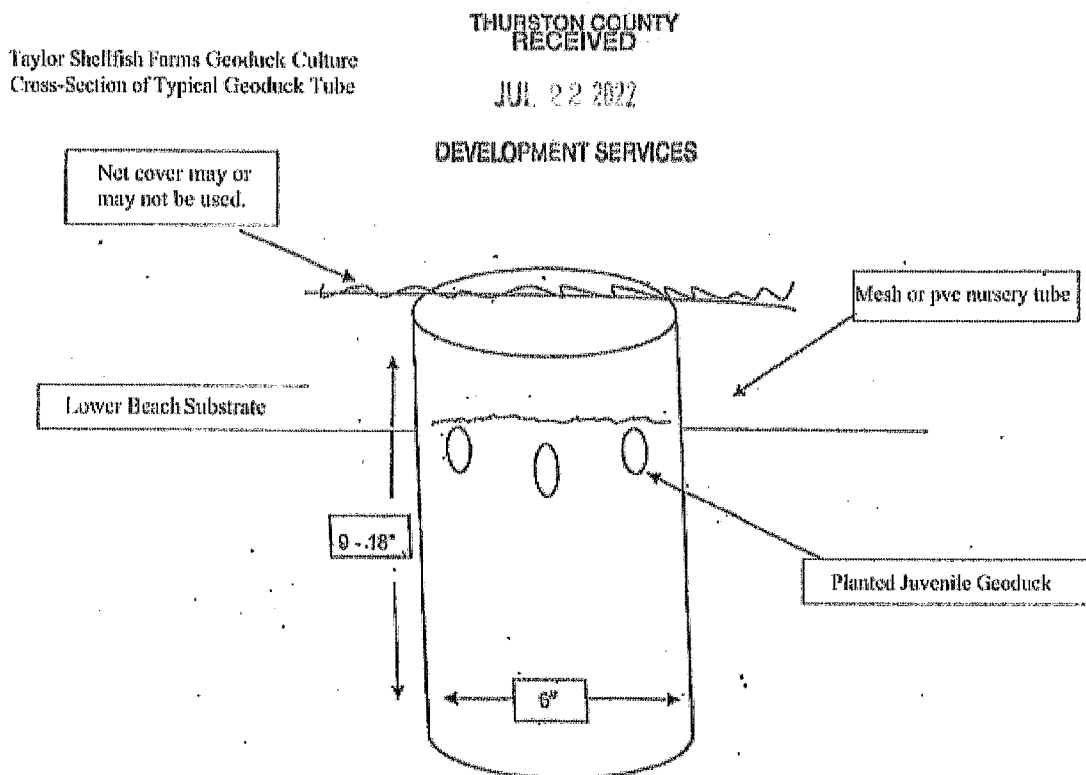 THURSTON COUNTY
RECEIVED
Taylor Shellfish Farms Geoduck Culture
Cross-Section of Typical Geoduck Tube
JUL 22 2022
DEVELOPMENT SERVICES
Net cover may or
may not be used.
Mesh or pvc nursery tube
Lower Beach Substrate
9 - 18"
Planted Juvenile Geoduck
6"